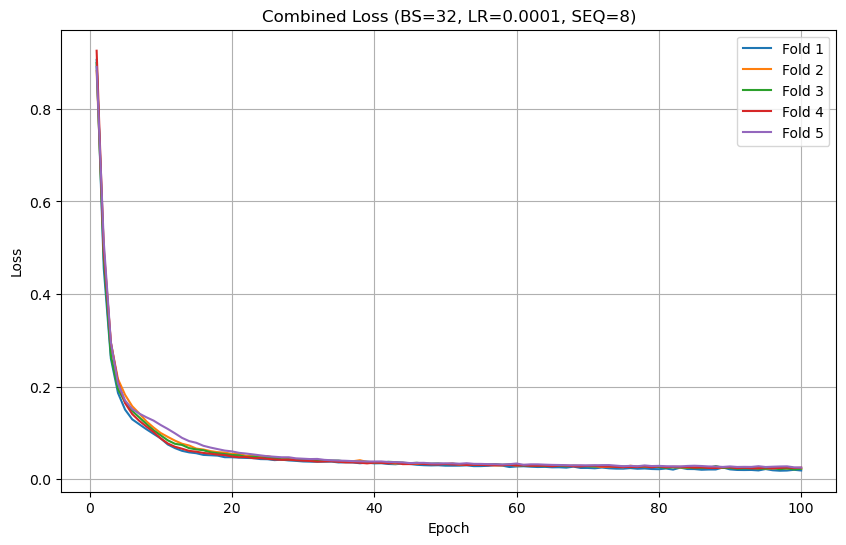 Combined Loss (BS=32, LR=0.0001, SEQ=8)
Fold 1
Fold 2
Fold 3
Fold 4
Fold 5
Loss
0.8
0.6
0.4
0.2
0.0
0
20
40
60
80
100
Epoch